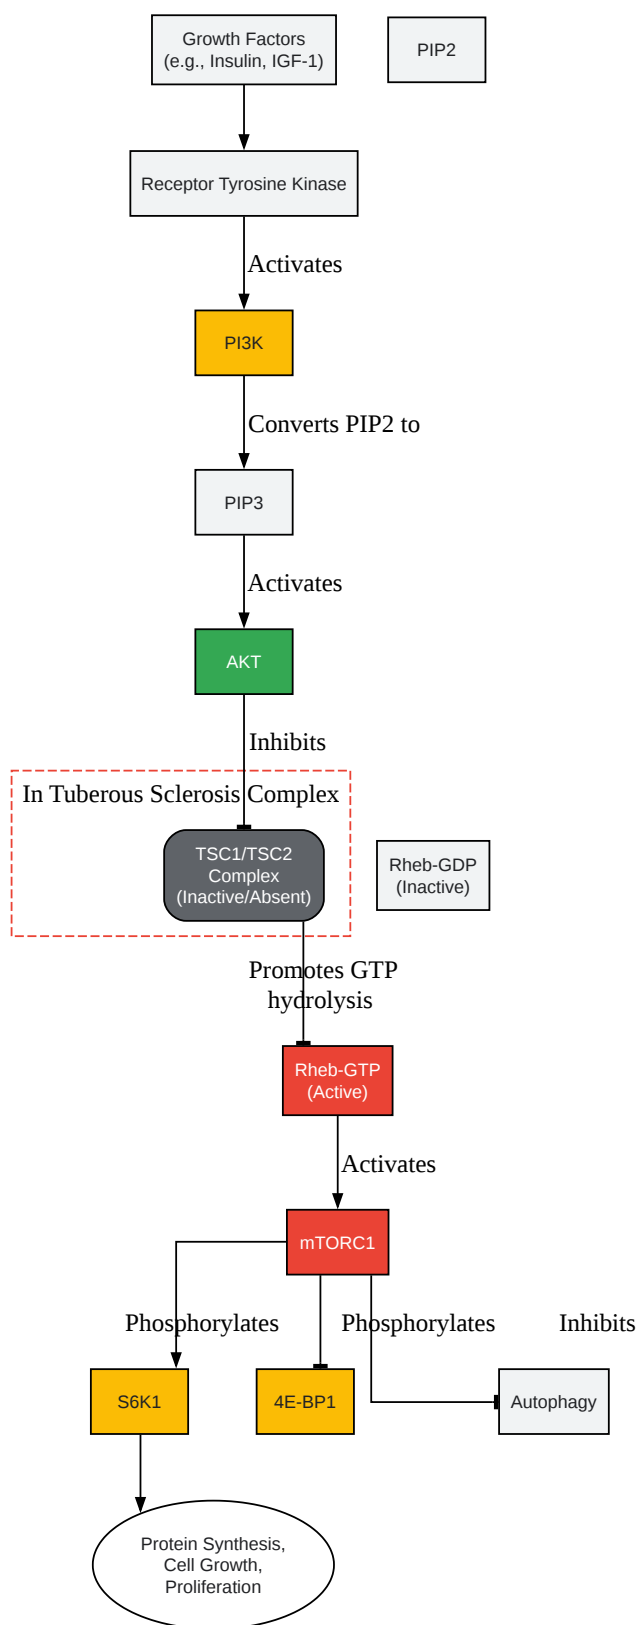 Growth Factors
(e.g., Insulin, IGF-1)
PIP2
Receptor Tyrosine Kinase
Activates
PI3K
Converts PIP2 to
PIP3
Activates
AKT
Inhibits
In Tuberous Sclerosis Complex
TSC1/TSC2
Complex
(Inactive/Absent)
Rheb-GDP
(Inactive)
Promotes GTP
hydrolysis
Rheb-GTP
(Active)
Activates
mTORC1
Phosphorylates
Phosphorylates
Inhibits
S6K1
4E-BP1
Autophagy
Protein Synthesis,
Cell Growth,
Proliferation